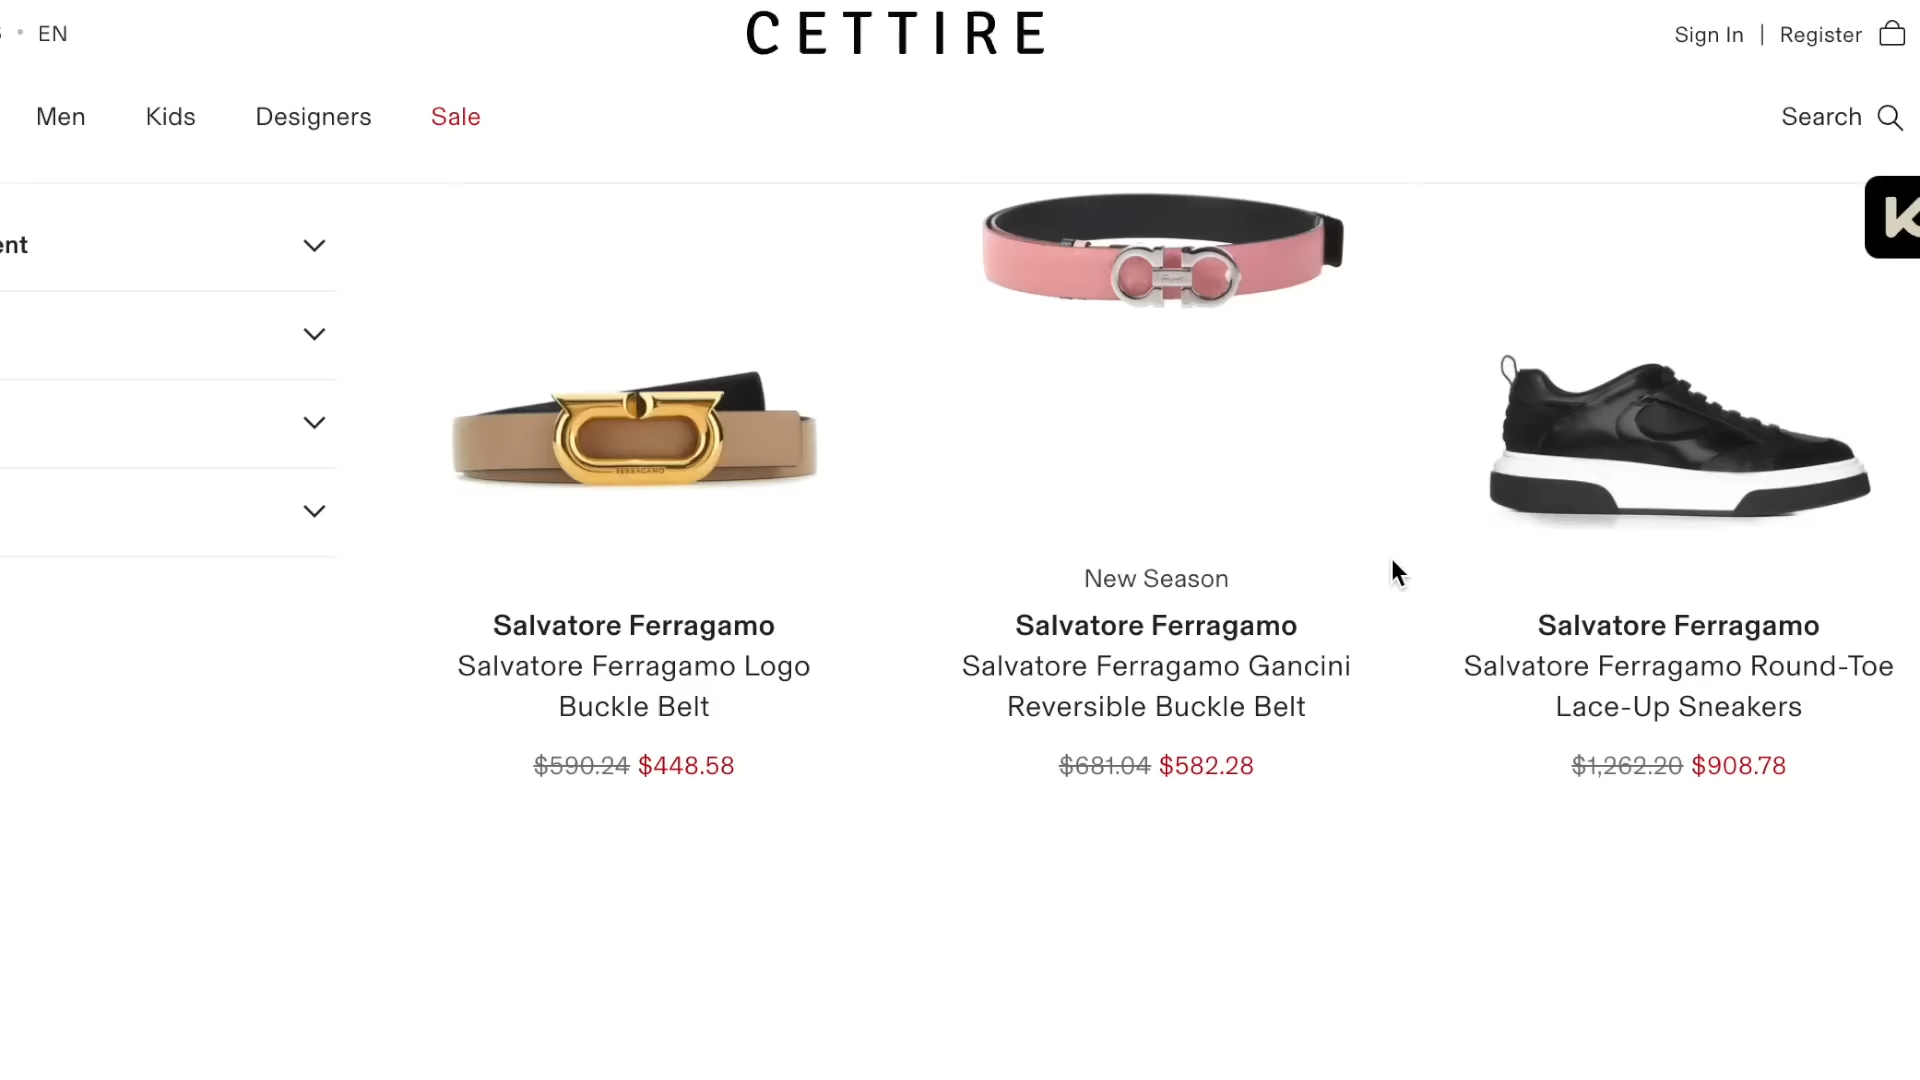 EN
CETTIRE
Sign In | Register
Men
Kids
Designers
Sale
Search
ent
FERRAGAMO
New Season
Salvatore Ferragamo
Salvatore Ferragamo Logo
Buckle Belt
$590.24 $448.58
Salvatore Ferragamo
Salvatore Ferragamo Gancini
Reversible Buckle Belt
$681.04 $582.28
Salvatore Ferragamo
Salvatore Ferragamo Round-Toe
Lace-Up Sneakers
$1,262.20 $908.78